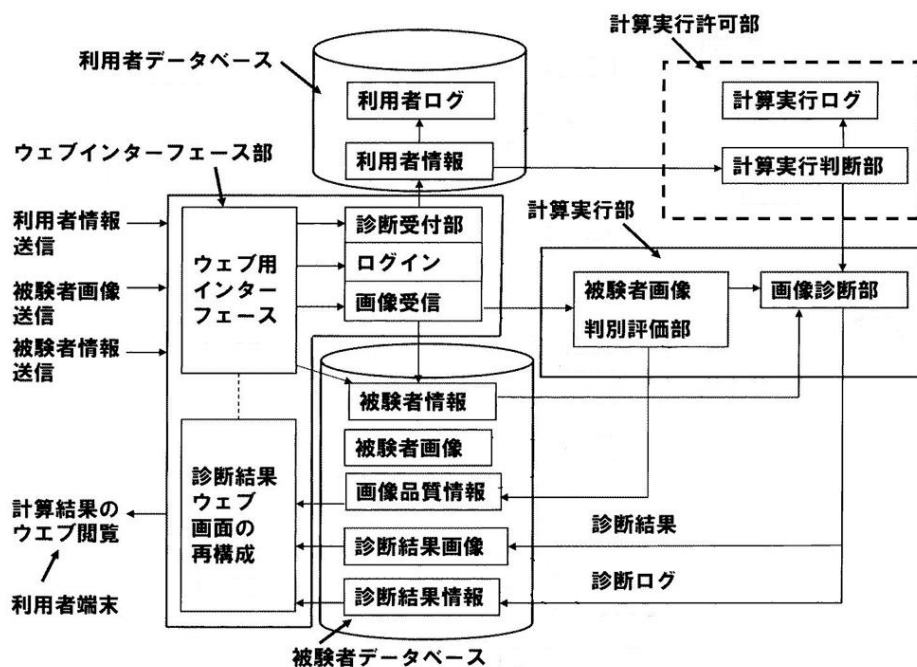 計算実行許可部
利用者データベース
利用者ログ
計算実行ログ
ウェブインターフェース部
利用者情報
計算実行判断部
利用者情報
送信
診断受付部
計算実行部
ウェブ用
インター
フェース
ログイン
被験者画像
送信
画像受信
被験者画像
判別評価部
画像診断部
被験者情報
送信
被験者情報
被験者画像
診断結果
ウェブ
画面の
再構成
画像品質情報
計算結果の
ウエブ閲覧
診断結果
診断結果画像
利用者端末
診断ログ
診断結果情報
被験者データベース